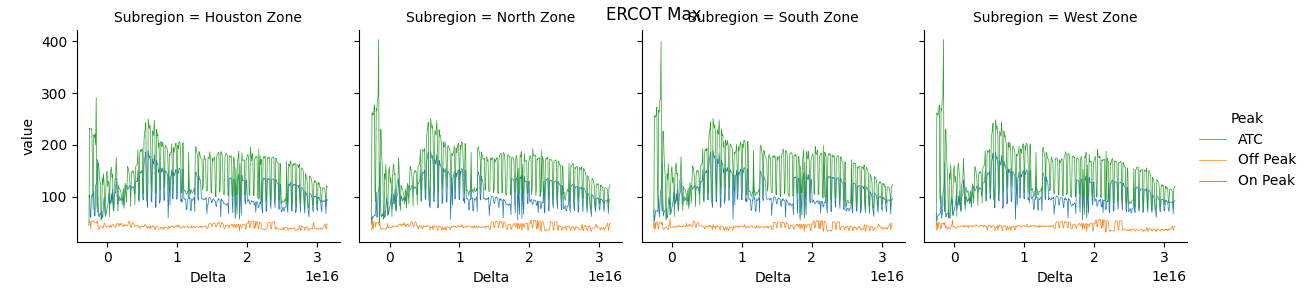 ERCOT Max
Subregion = Houston Zone
Subregion = North Zone
Subregion = South Zone
Subregion = West Zone
value
400
300
200
100
0 1 2 3
1e16
Delta
0 1 2 3
1e16
Delta
0 1 2 3
1e16
Delta
0 1 2 3
1e16
Delta
Peak
ATC
Off Peak
On Peak